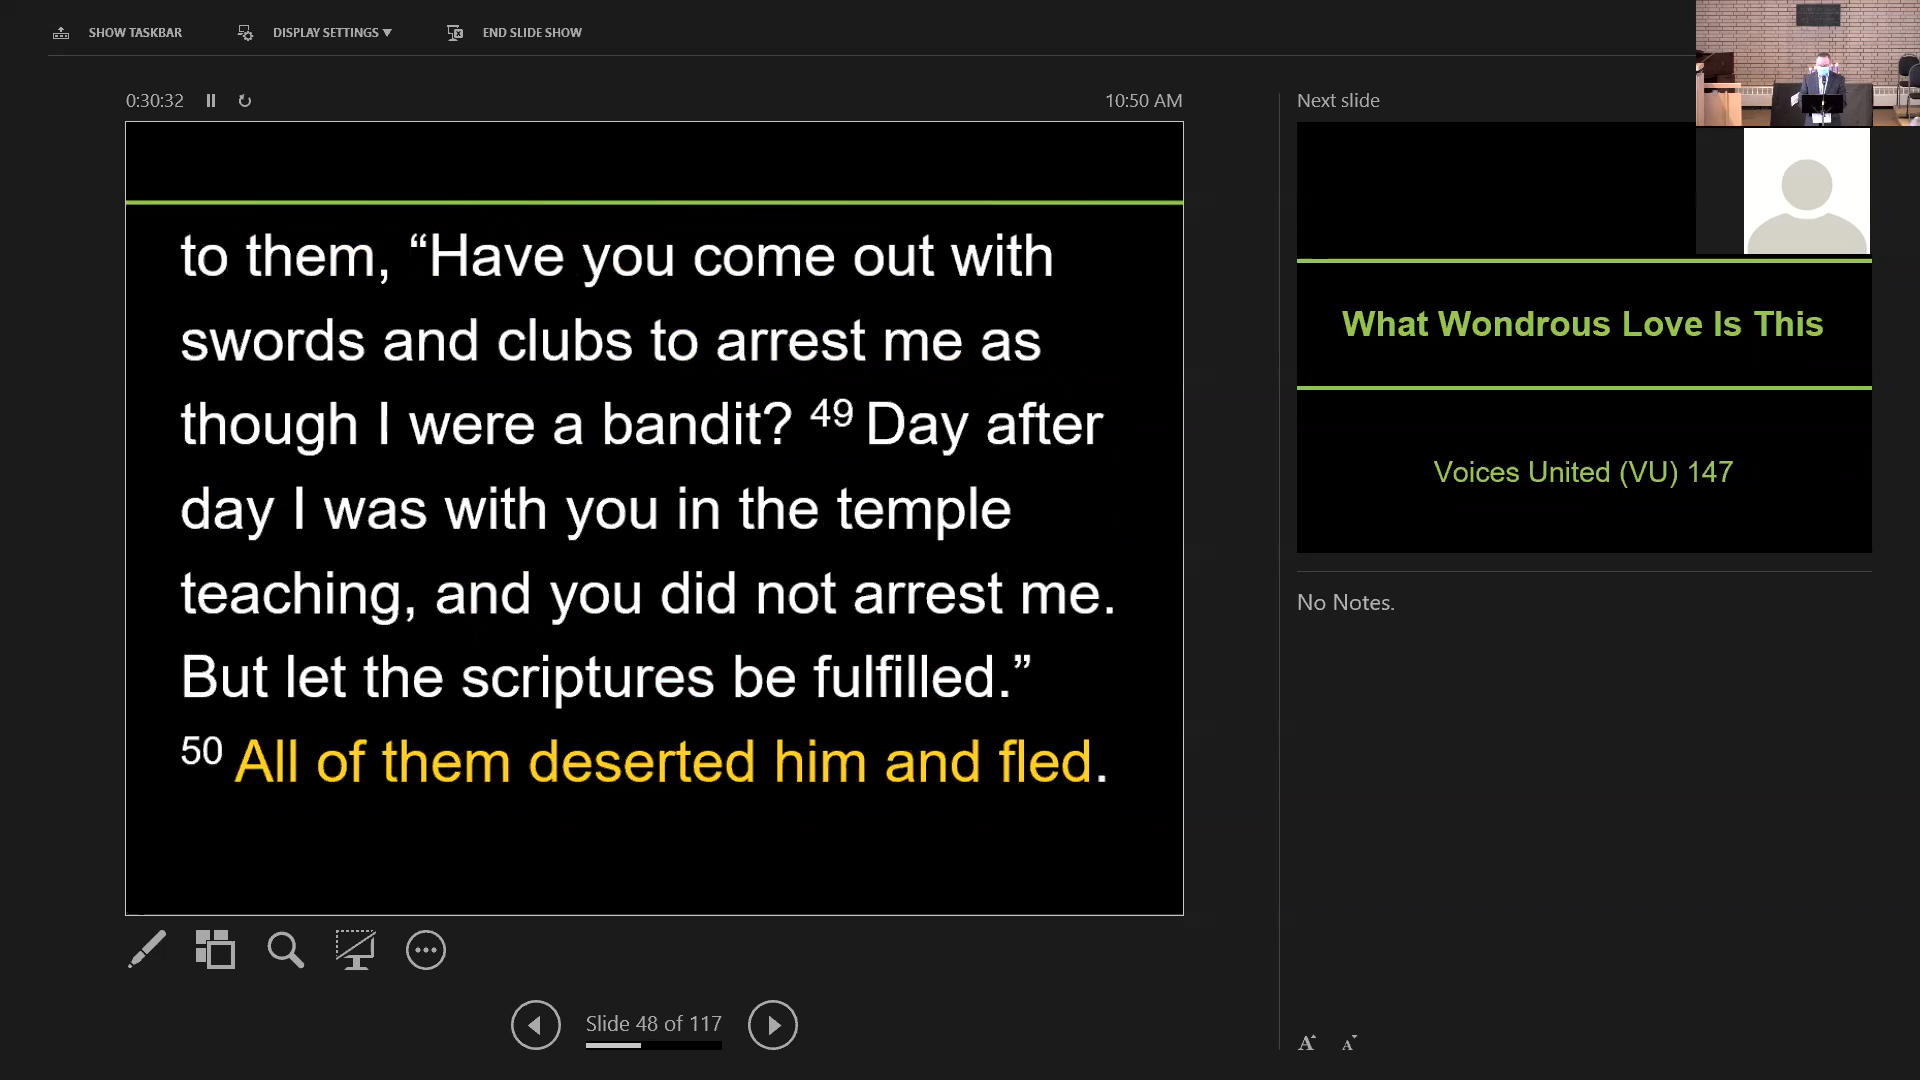 SHOW TASKBAR
DISPLAY SETTINGS ▼
END SLIDE SHOW
0:30:32
10:50 AM
to them, “Have you come out with
swords and clubs to arrest me as
though I were a bandit? 49 Day after
day I was with you in the temple
teaching, and you did not arrest me.
But let the scriptures be fulfilled.”
50 All of them deserted him and fled.
Slide 48 of 117
Next slide
What Wondrous Love Is This
Voices United (VU) 147
No Notes.
A A